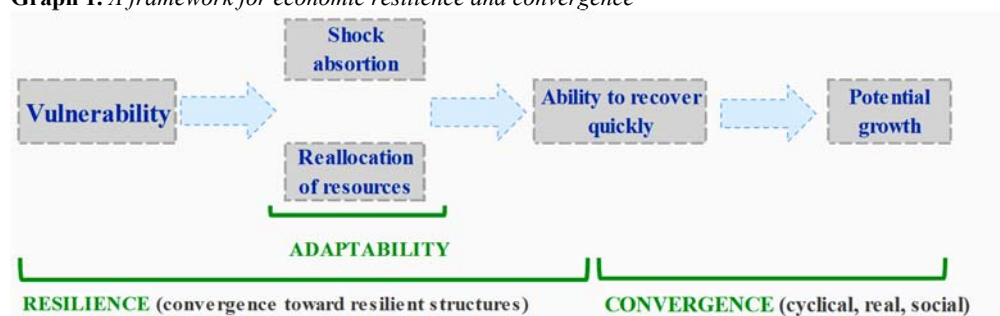 Graph 1. A framework for economic resilience and convergence
Shock
absortion
Vulnerability
Ability to recover
quickly
Potential
growth
Reallocation
of resources
ADAPTABILITY
RESILIENCE (convergence toward resilient structures)
CONVERGENCE (cyclical, real, social)